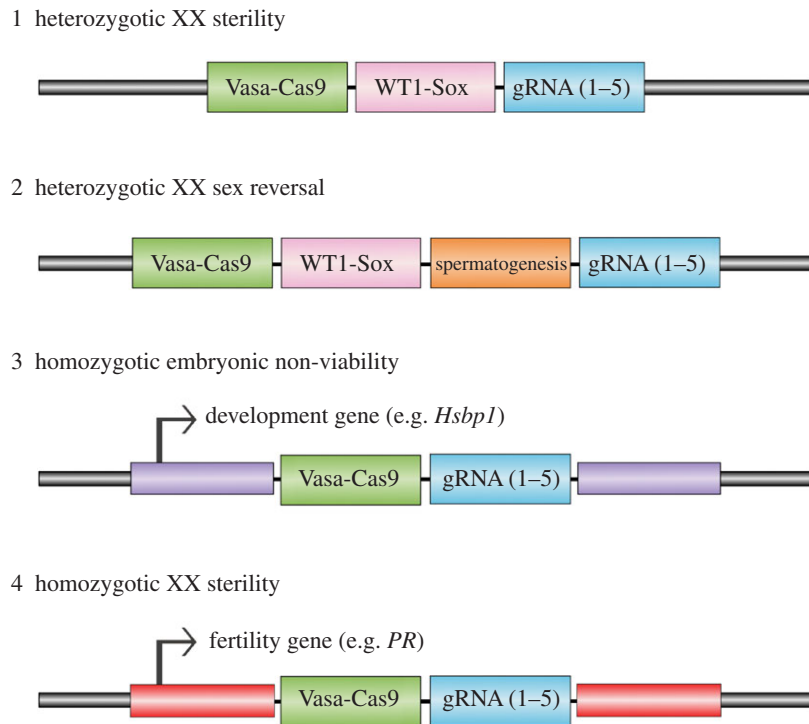 1 heterozygotic XX sterility
Vasa-Cas9 WT1-Sox gRNA (1–5)
2 heterozygotic XX sex reversal
Vasa-Cas9 WT1-Sox spermatogenesis gRNA (1–5)
3 homozygotic embryonic non-viability
development gene (e.g. Hsbp1)
Vasa-Cas9 gRNA (1–5)
4 homozygotic XX sterility
fertility gene (e.g. PR)
Vasa-Cas9 gRNA (1–5)